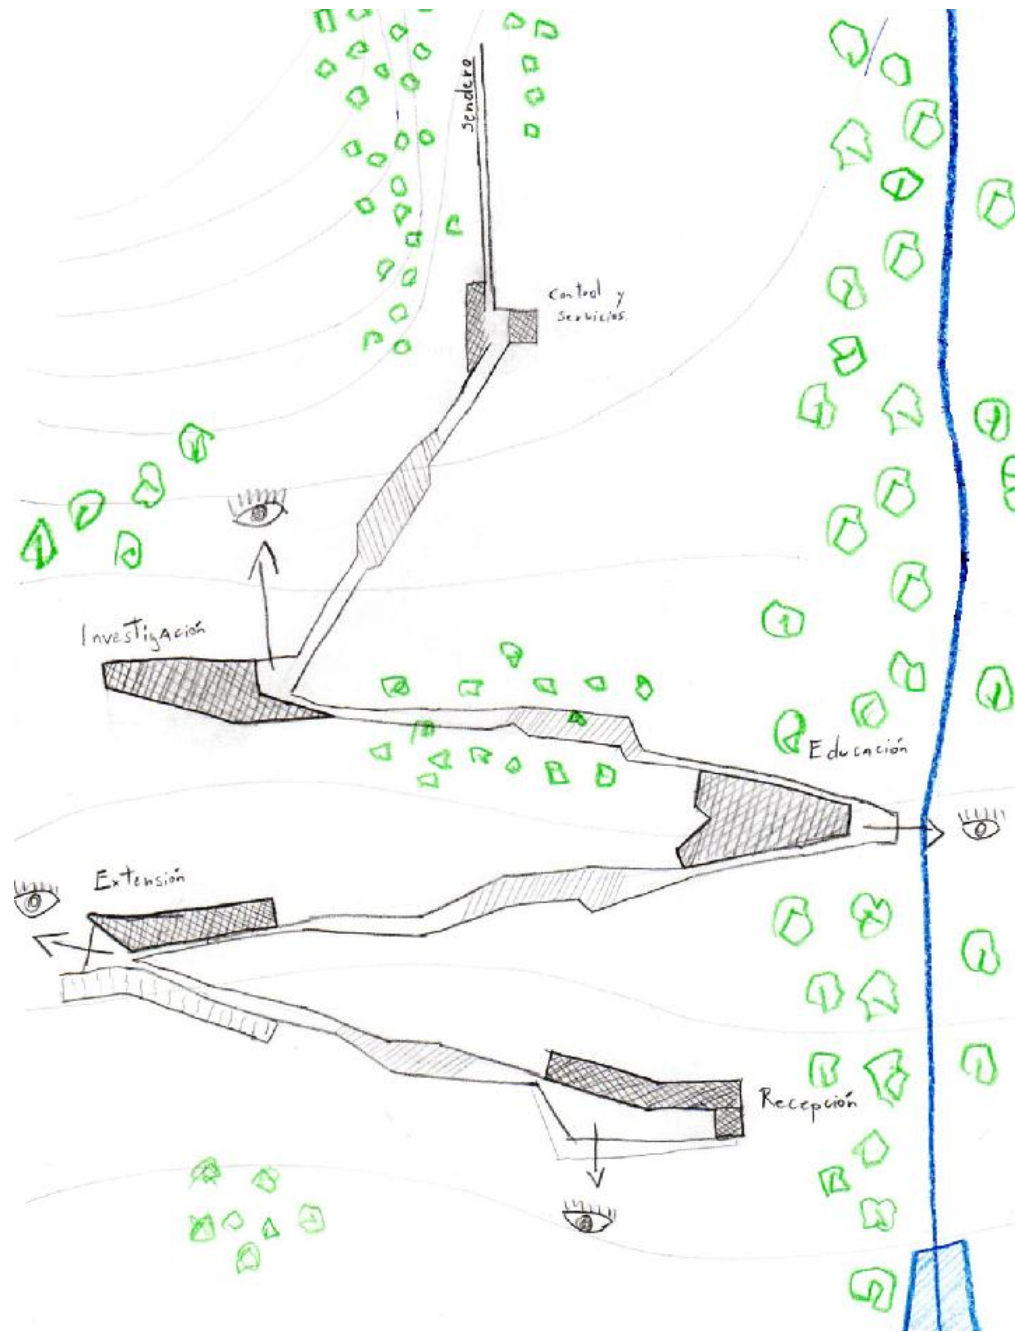 Sendero
Control y
Servicios.
Investigación
Educación
Extensión
Recepción